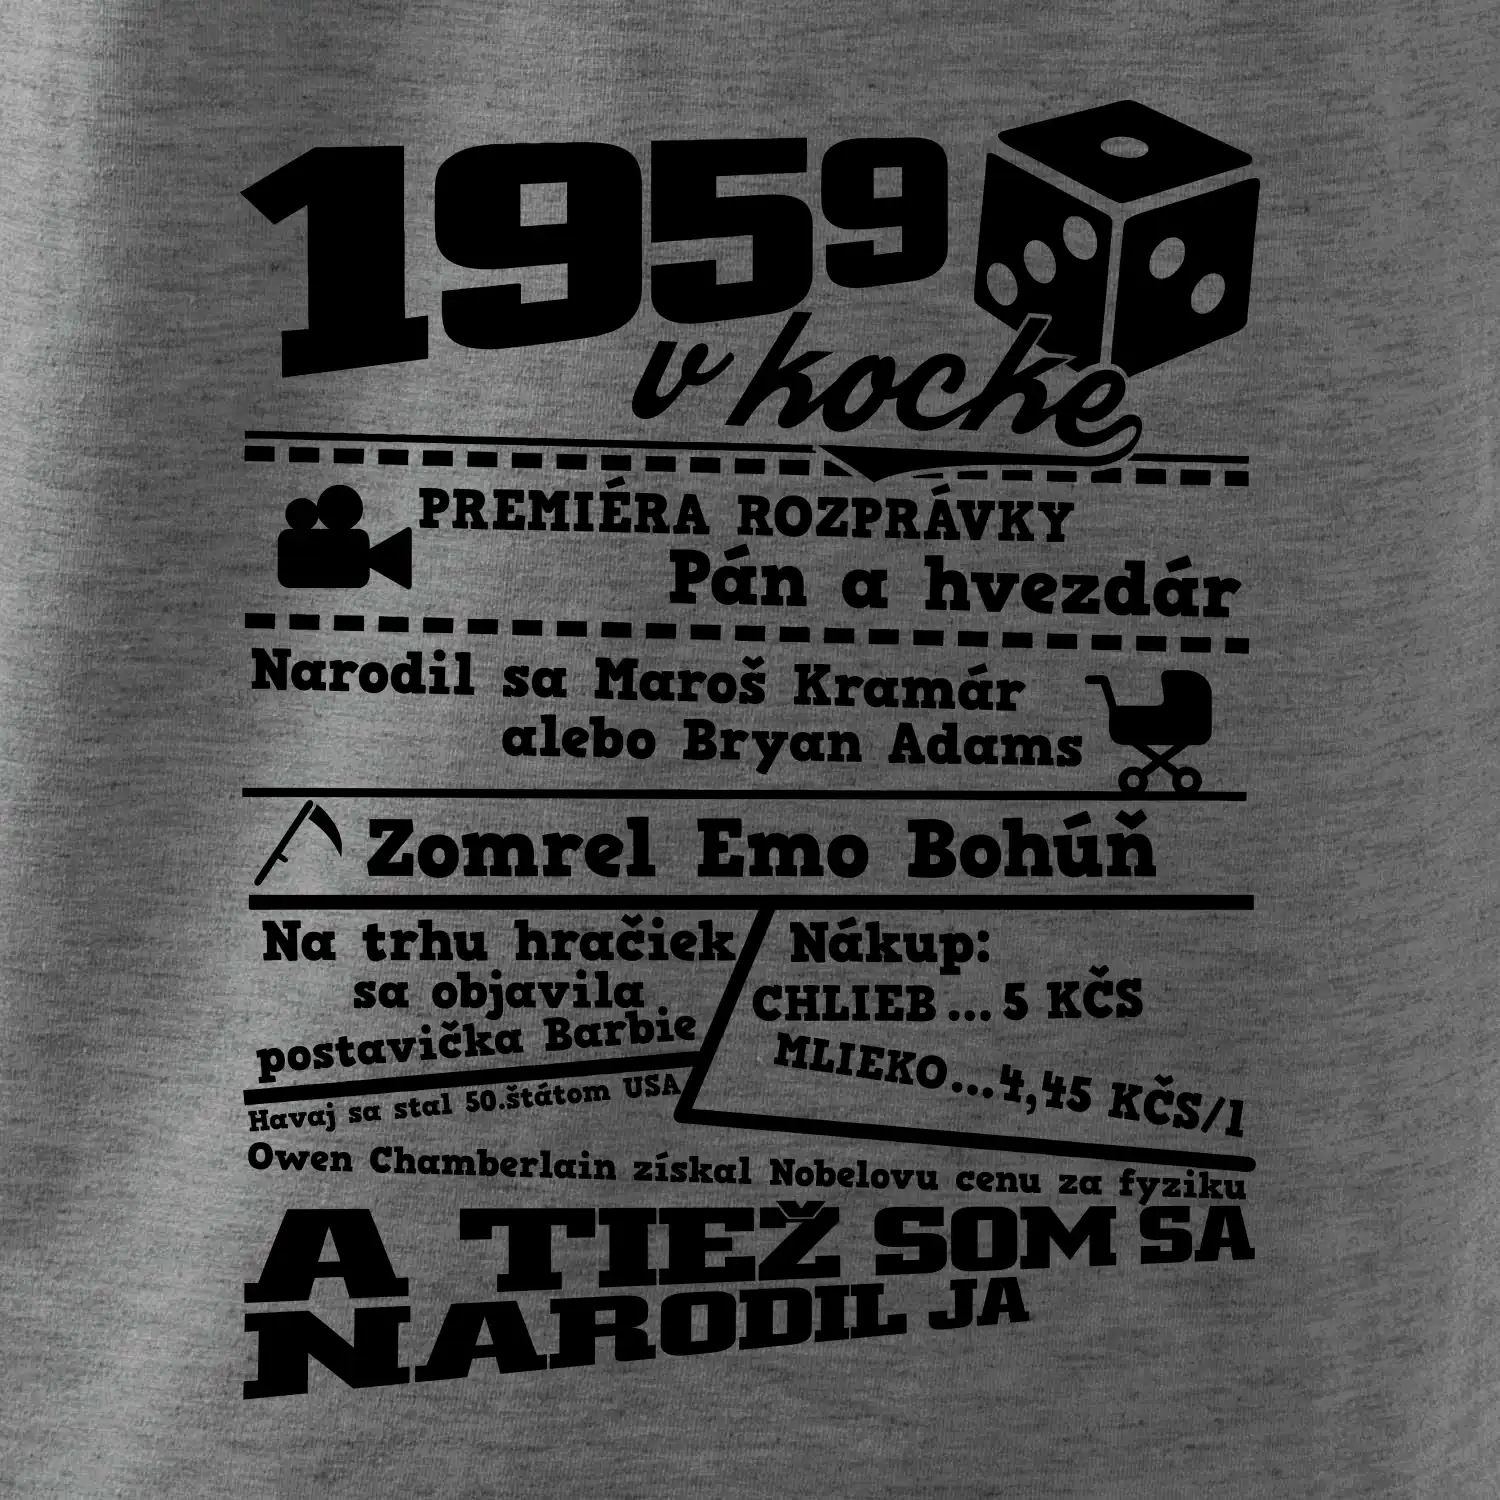 1959
v kocke
PREMIÉRA ROZPRÁVKY
Pán a hvezdár
Narodil sa Maroš Kramár
alebo Bryan Adams
Zomrel Emo Bohúň
Na trhu hračiek
sa objavila
postavička Barbie
Nákup:
CHLIEB...5 KČS
MLIEKO...4,45 KČS/l
Havaj sa stal 50.štátom USA
Owen Chamberlain získal Nobelovu cenu za fyziku
A TIEŽ SOM SA
NARODIL JA